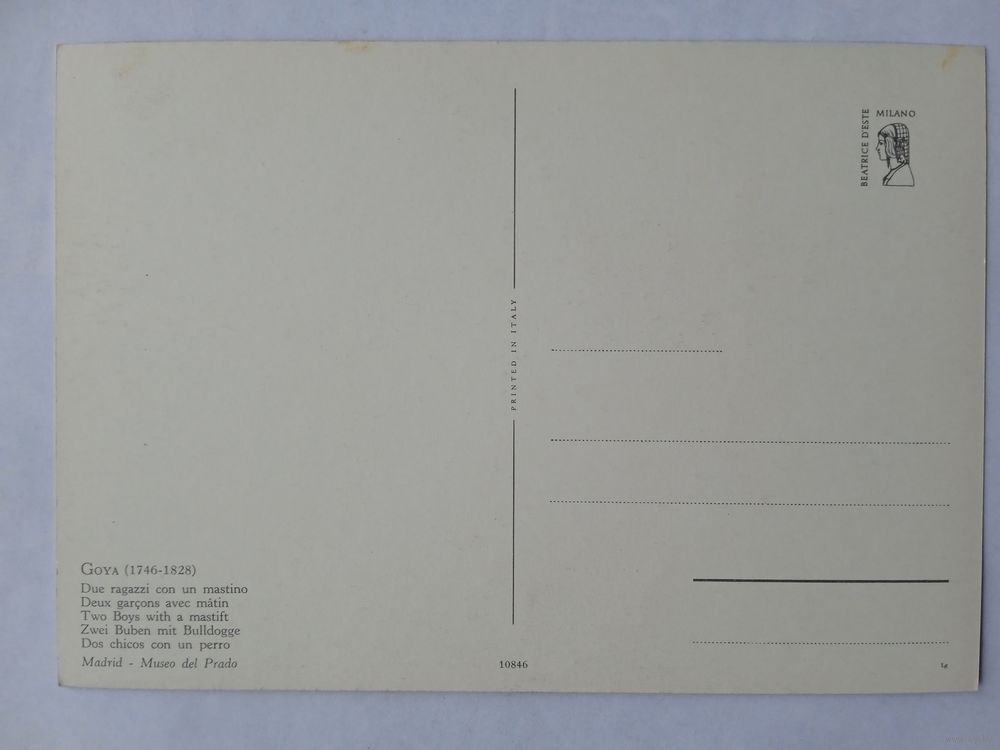 GOYA (1746-1828)
Due ragazzi con un mastino
Deux garçons avec mâtin
Two Boys with a mastift
Zwei Buben mit Bulldogge
Dos chicos con un perro
Madrid - Museo del Prado
PRINTED IN ITALY
10846
BEATRICE D'ESTE
MILANO